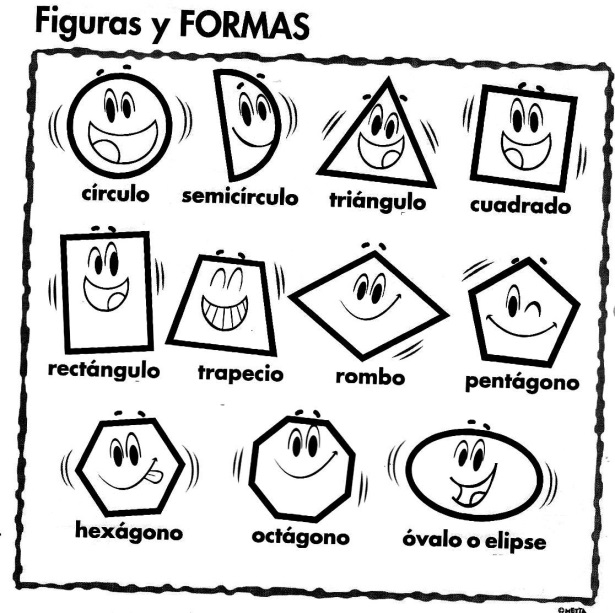 Figuras y FORMAS
círculo semicírculo triángulo cuadrado
rectángulo trapecio rombo pentágono
hexágono octágono óvalo o elipse